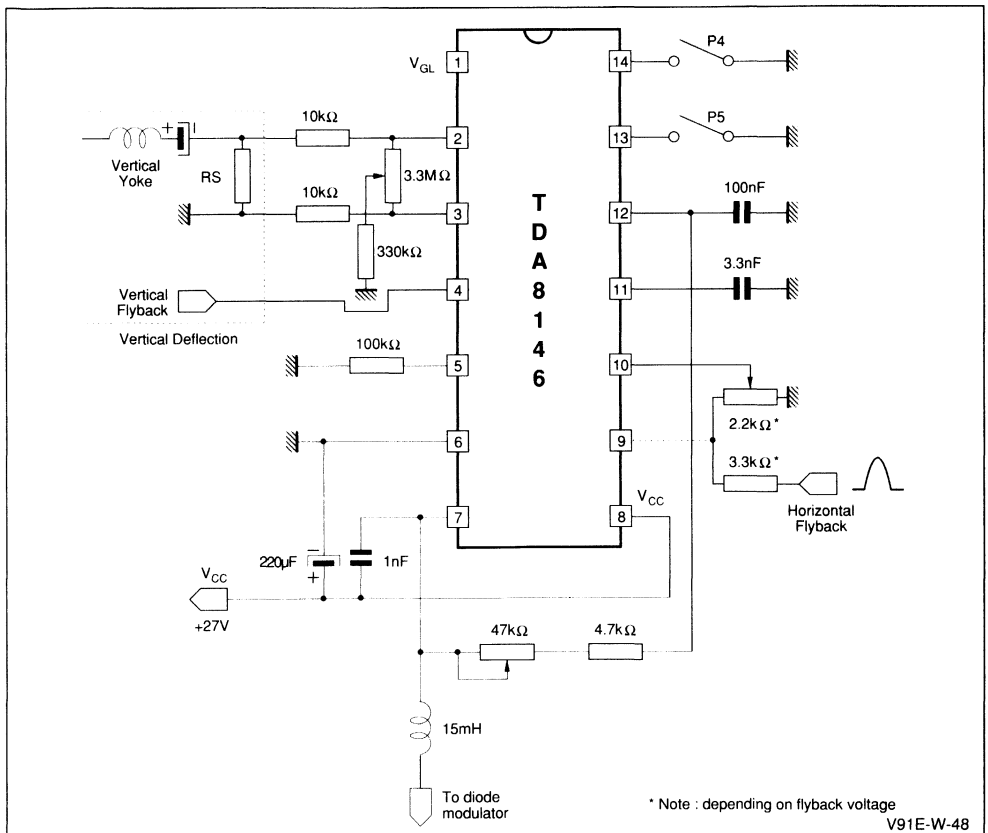 V_GL
1
14
P4
10kΩ
2
13
P5
Vertical
Yoke
RS
3.3MΩ
100nF
10kΩ
3
12
330kΩ
3.3nF
Vertical
Flyback
4
11
Vertical Deflection
100kΩ
5
10
2.2kΩ*
6
9
3.3kΩ*
Horizontal
Flyback
V_CC
7
8
T
D
A
8
1
4
6
−
220µF
+
1nF
V_CC
+27V
47kΩ
4.7kΩ
15mH
To diode
modulator
+
* Note : depending on flyback voltage
V91E-W-48